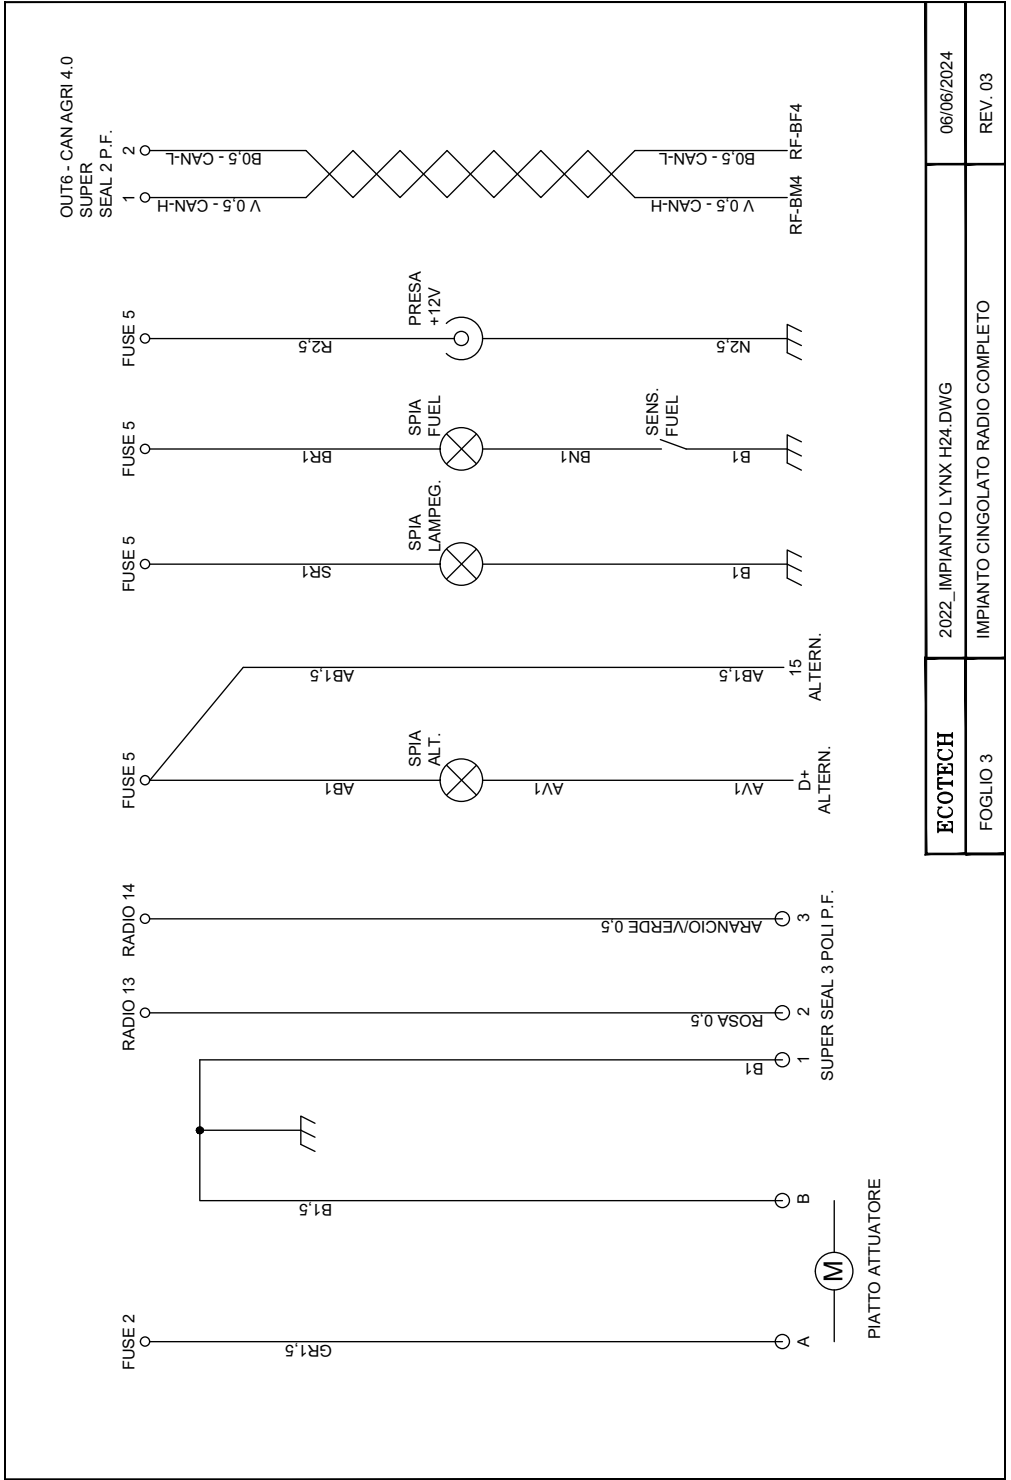 FUSE 2
GR1,5
A
B1,5
B
M
PIATTO ATTUATORE
B1
1
RADIO 13
ROSA 0,5
2
RADIO 14
ARANCIO/VERDE 0,5
3
SUPER SEAL 3 POLI P.F.
FUSE 5
AB1
SPIA
ALT.
AV1
AV1
D+
ALTERN.
AB1,5
AB1,5
15
ALTERN.
FUSE 5
SR1
SPIA
LAMPEG.
B1
FUSE 5
BR1
SPIA
FUEL
BN1
SENS.
FUEL
B1
FUSE 5
R2,5
PRESA
+12V
N2,5
OUT6 - CAN AGRI 4.0
SUPER
SEAL 2 P.F.
1
2
V 0,5 - CAN-H
B0,5 - CAN-L
V 0,5 - CAN-H
B0,5 - CAN-L
RF-BM4
RF-BF4
ECOTECH
2022_IMPIANTO LYNX H24.DWG
06/06/2024
FOGLIO 3
IMPIANTO CINGOLATO RADIO COMPLETO
REV. 03